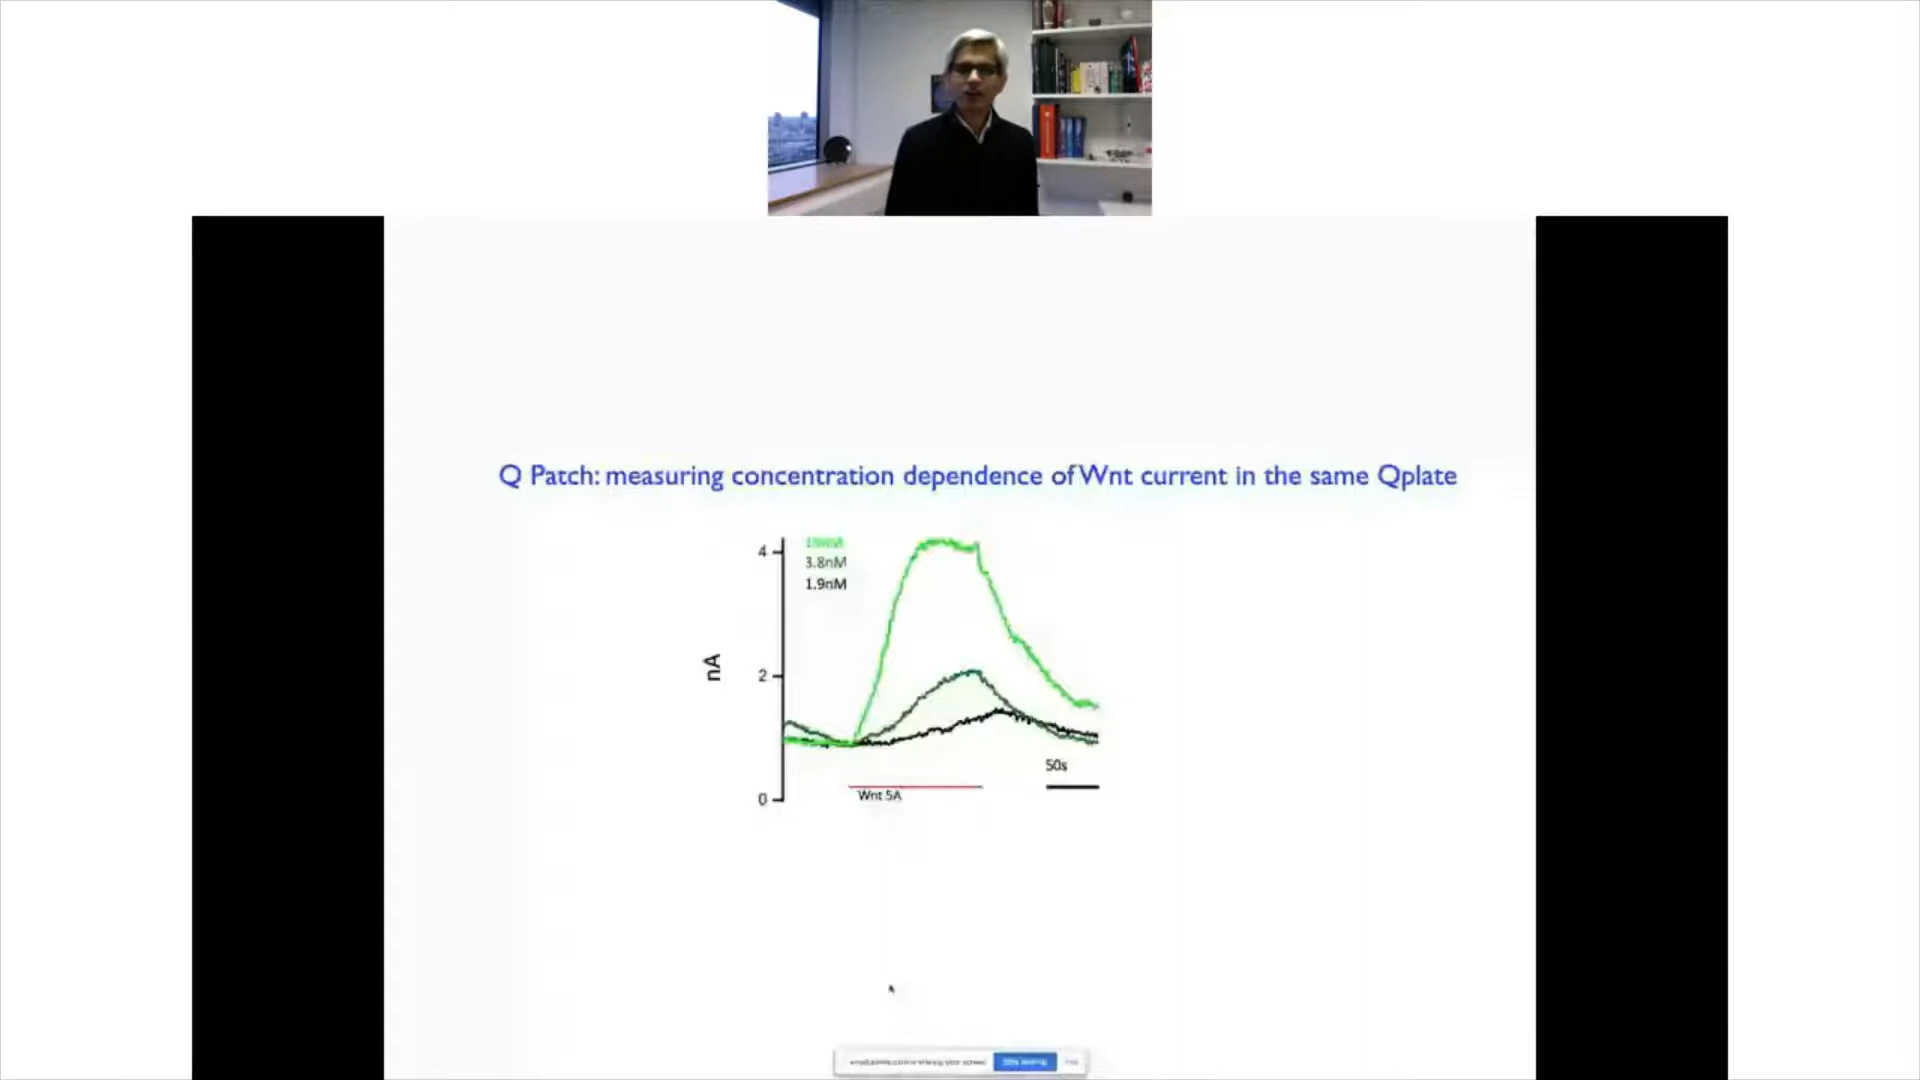 Q Patch: measuring concentration dependence of Wnt current in the same Qplate
4
3.8nM
1.9nM
nA
2
50s
0
Wnt 5A